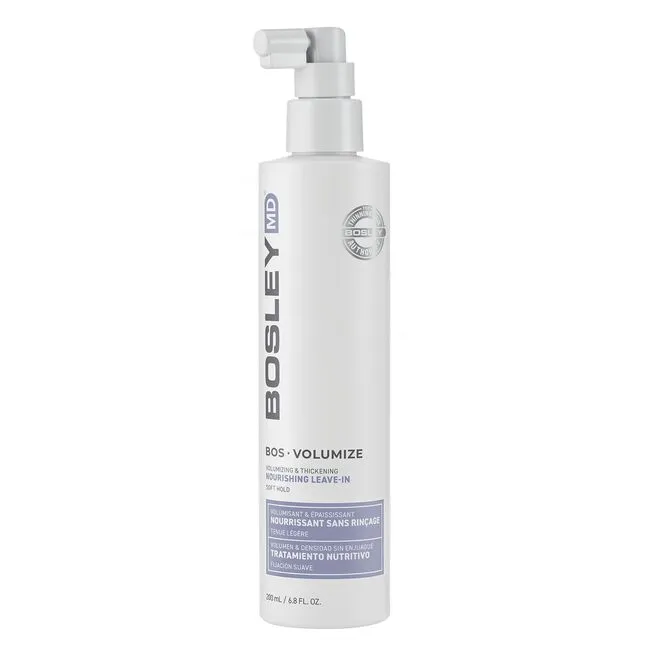 BOSLEY MD
BOSLEY
BOS · VOLUMIZE
VOLUMIZING & THICKENING
NOURISHING LEAVE-IN
SOFT HOLD
VOLUMISANT & ÉPAISSISSANT
NOURRISSANT SANS RINÇAGE
TENUE LÉGÈRE
VOLUMEN & DENSIDAD SIN ENJUAGUE
TRATAMIENTO NUTRITIVO
FIJACIÓN SUAVE
200 mL / 6.8 FL. OZ.